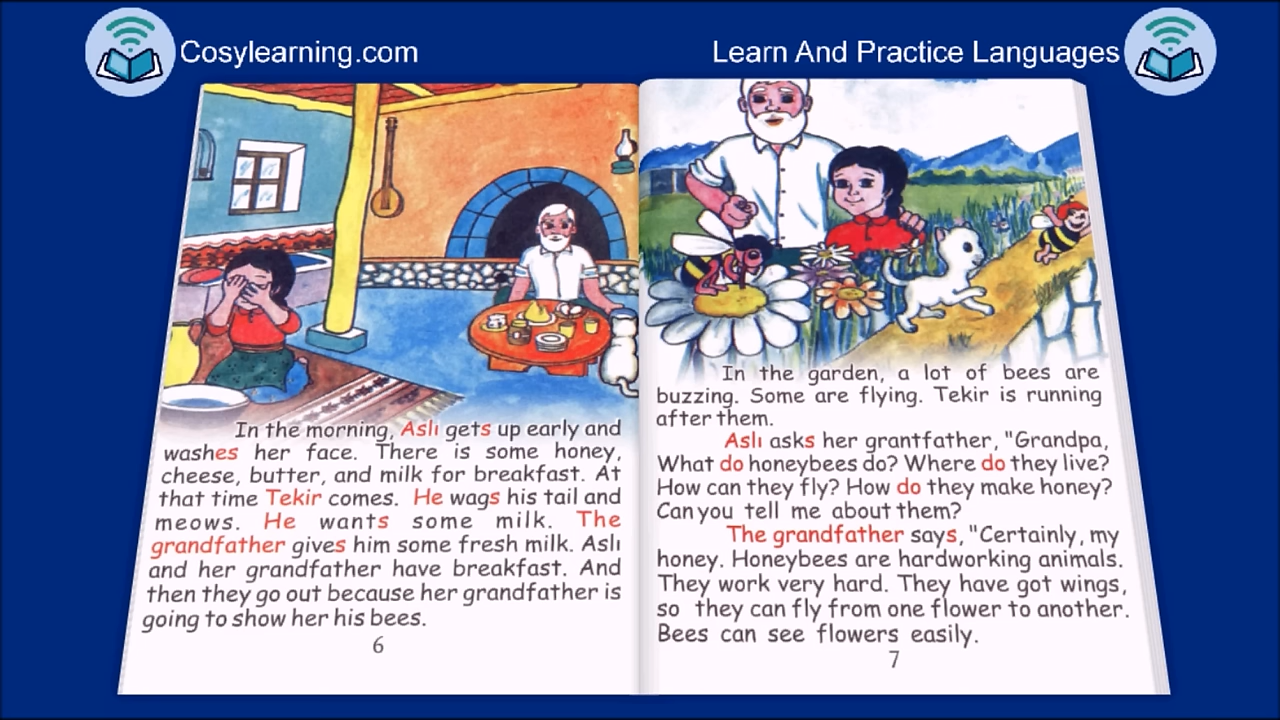 Cosylearning.com
Learn And Practice Languages
In the morning, Aslı gets up early and
washes her face. There is some honey,
cheese, butter, and milk for breakfast. At
that time Tekir comes. He wags his tail and
meows. He wants some milk. The
grandfather gives him some fresh milk. Aslı
and her grandfather have breakfast. And
then they go out because her grandfather is
going to show her his bees.
6
In the garden, a lot of bees are
buzzing. Some are flying. Tekir is running
after them.
Aslı asks her grantfather, "Grandpa,
What do honeybees do? Where do they live?
How can they fly? How do they make honey?
Can you tell me about them?
The grandfather says, "Certainly, my
honey. Honeybees are hardworking animals.
They work very hard. They have got wings,
so they can fly from one flower to another.
Bees can see flowers easily.
7